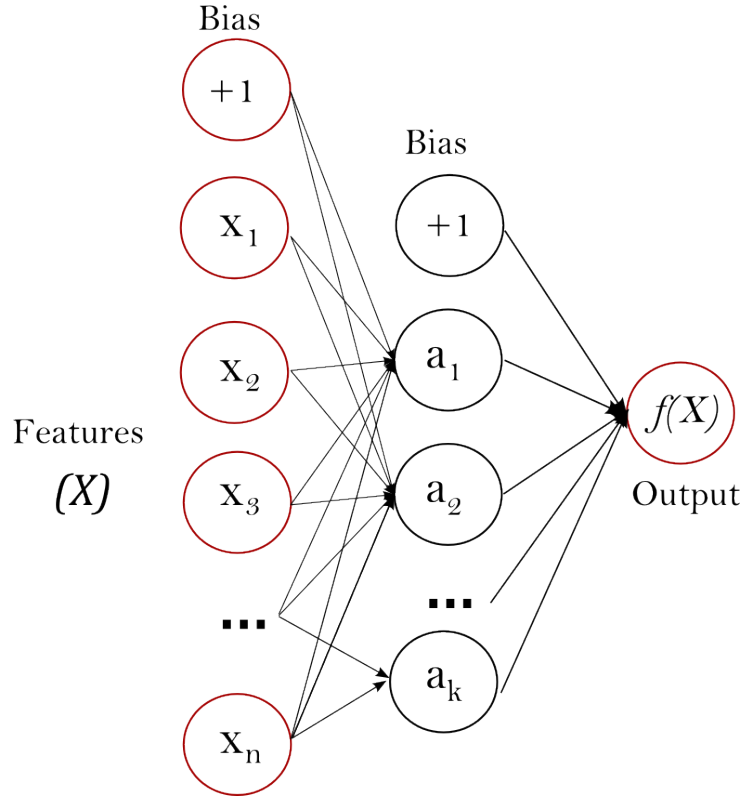 Bias
+1
x1
x2
x3
...
xn
Features
(X)
Bias
+1
a1
a2
...
ak
f(X)
Output